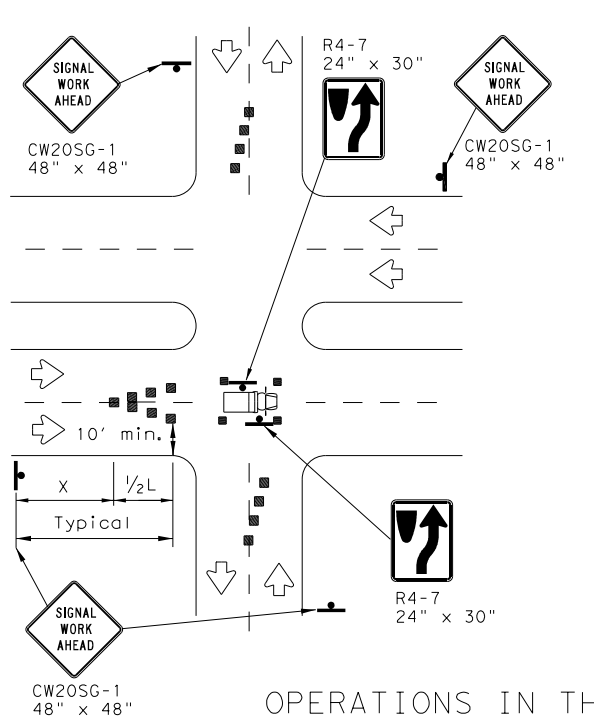 R4-7
24" x 30"
SIGNAL
WORK
AHEAD
CW20SG-1
48" x 48"
SIGNAL
WORK
AHEAD
CW20SG-1
48" x 48"
10' min.
X
1/2L
Typical
R4-7
24" x 30"
SIGNAL
WORK
AHEAD
CW20SG-1
48" x 48"
OPERATIONS IN TH